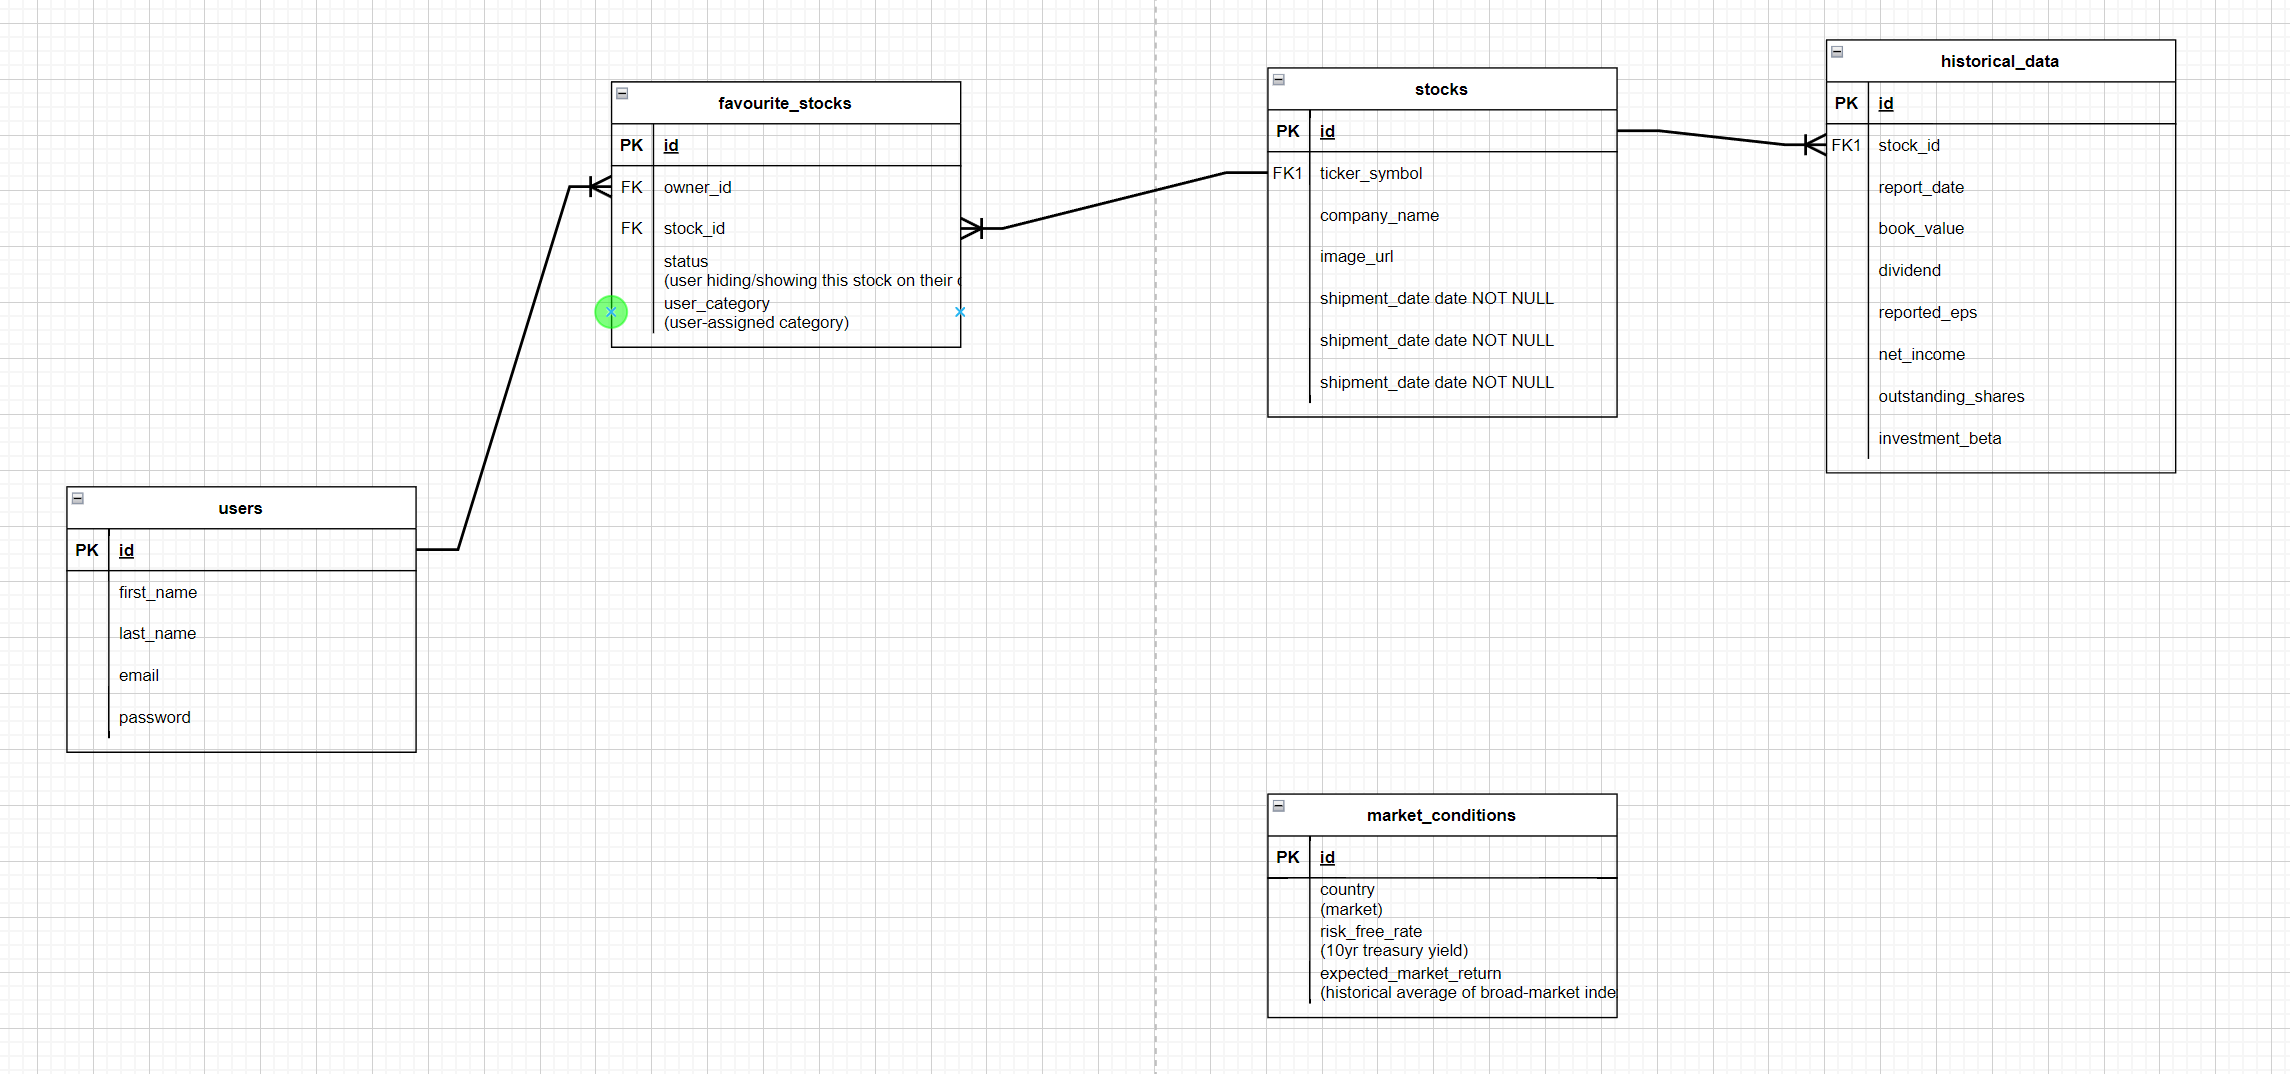 favourite_stocks
PK id
FK owner_id
FK stock_id
status
(user hiding/showing this stock on their
user_category
(user-assigned category)
stocks
PK id
FK1 ticker_symbol
company_name
image_url
shipment_date date NOT NULL
shipment_date date NOT NULL
shipment_date date NOT NULL
historical_data
PK id
FK1 stock_id
report_date
book_value
dividend
reported_eps
net_income
outstanding_shares
investment_beta
users
PK id
first_name
last_name
email
password
market_conditions
PK id
country
(market)
risk_free_rate
(10yr treasury yield)
expected_market_return
(historical average of broad-market inde